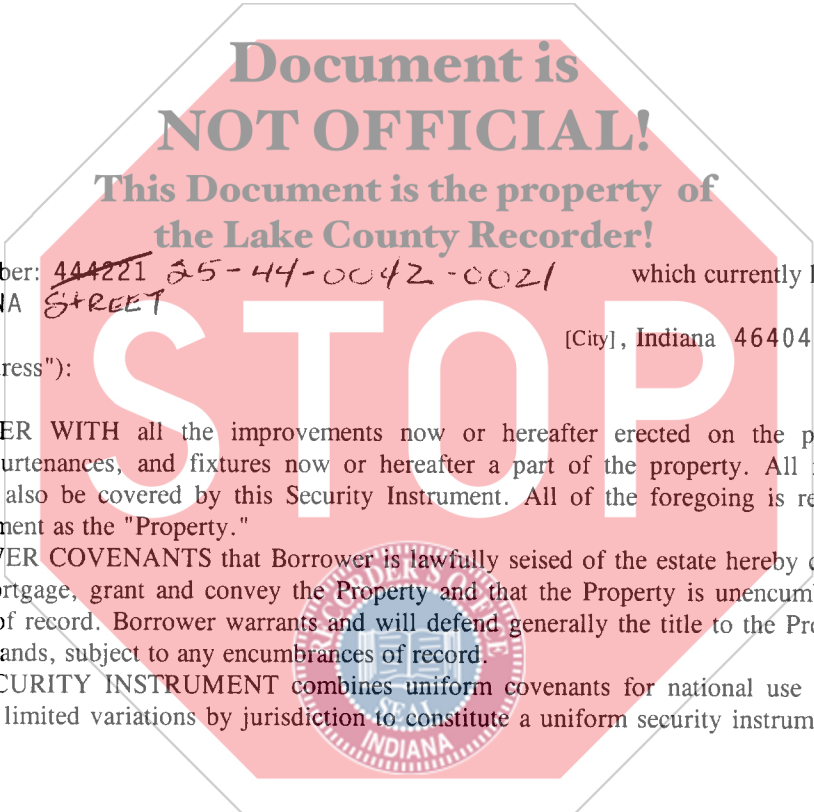 Document is
NOT OFFICIAL!
This Document is the property of
the Lake County Recorder!
ber: 444221 25-44-0042-0021 which currently
NA STREET
[City], Indiana 46404
ress"):
STOP
ER WITH all the improvements now or hereafter erected on the p
urtenances, and fixtures now or hereafter a part of the property. All
also be covered by this Security Instrument. All of the foregoing is re
ment as the "Property."
VER COVENANTS that Borrower is lawfully seised of the estate hereby
rtgage, grant and convey the Property and that the Property is unencum
of record. Borrower warrants and will defend generally the title to the Pro
ands, subject to any encumbrances of record.
CURITY INSTRUMENT combines uniform covenants for national use
limited variations by jurisdiction to constitute a uniform security instrum
RECORDER'S OFFICE
SEAL
INDIANA